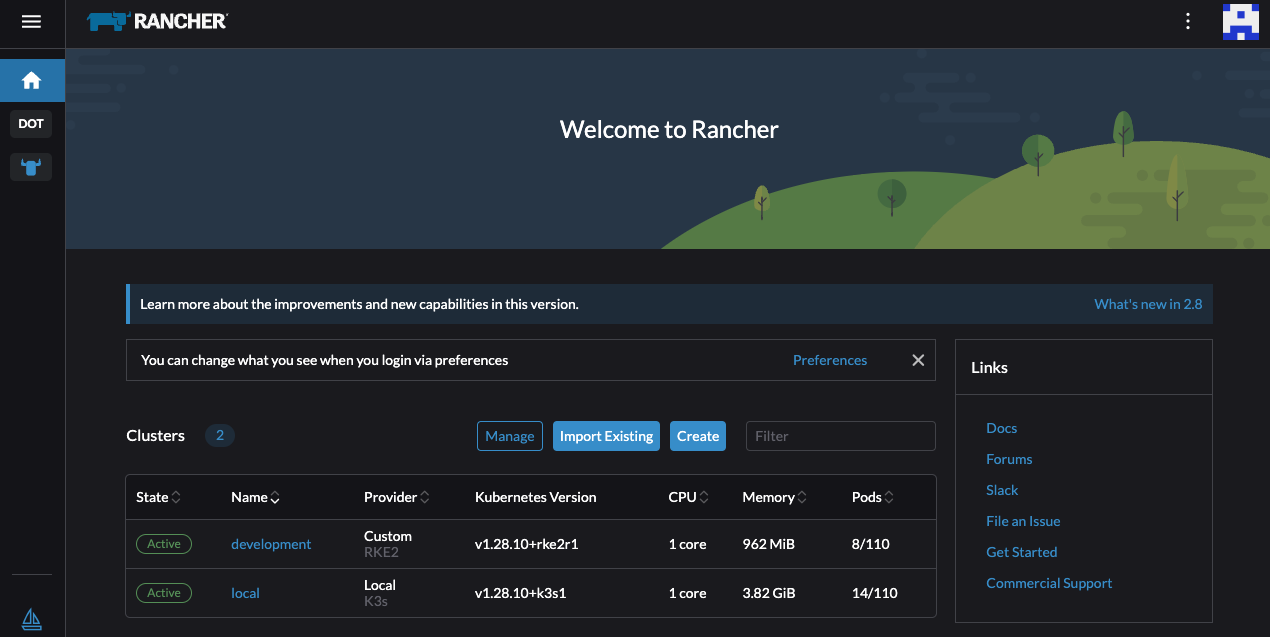 RANCHER
DOT
Welcome to Rancher
Learn more about the improvements and new capabilities in this version. What's new in 2.8
You can change what you see when you login via preferences Preferences
Links
Docs
Forums
Slack
File an Issue
Get Started
Commercial Support
Clusters 2 Manage Import Existing Create Filter
State Name Provider Kubernetes Version CPU Memory Pods
Active development Custom v1.28.10+rke2r1 1 core 962 MiB 8/110
RKE2
Active local Local v1.28.10+k3s1 1 core 3.82 GiB 14/110
K3s